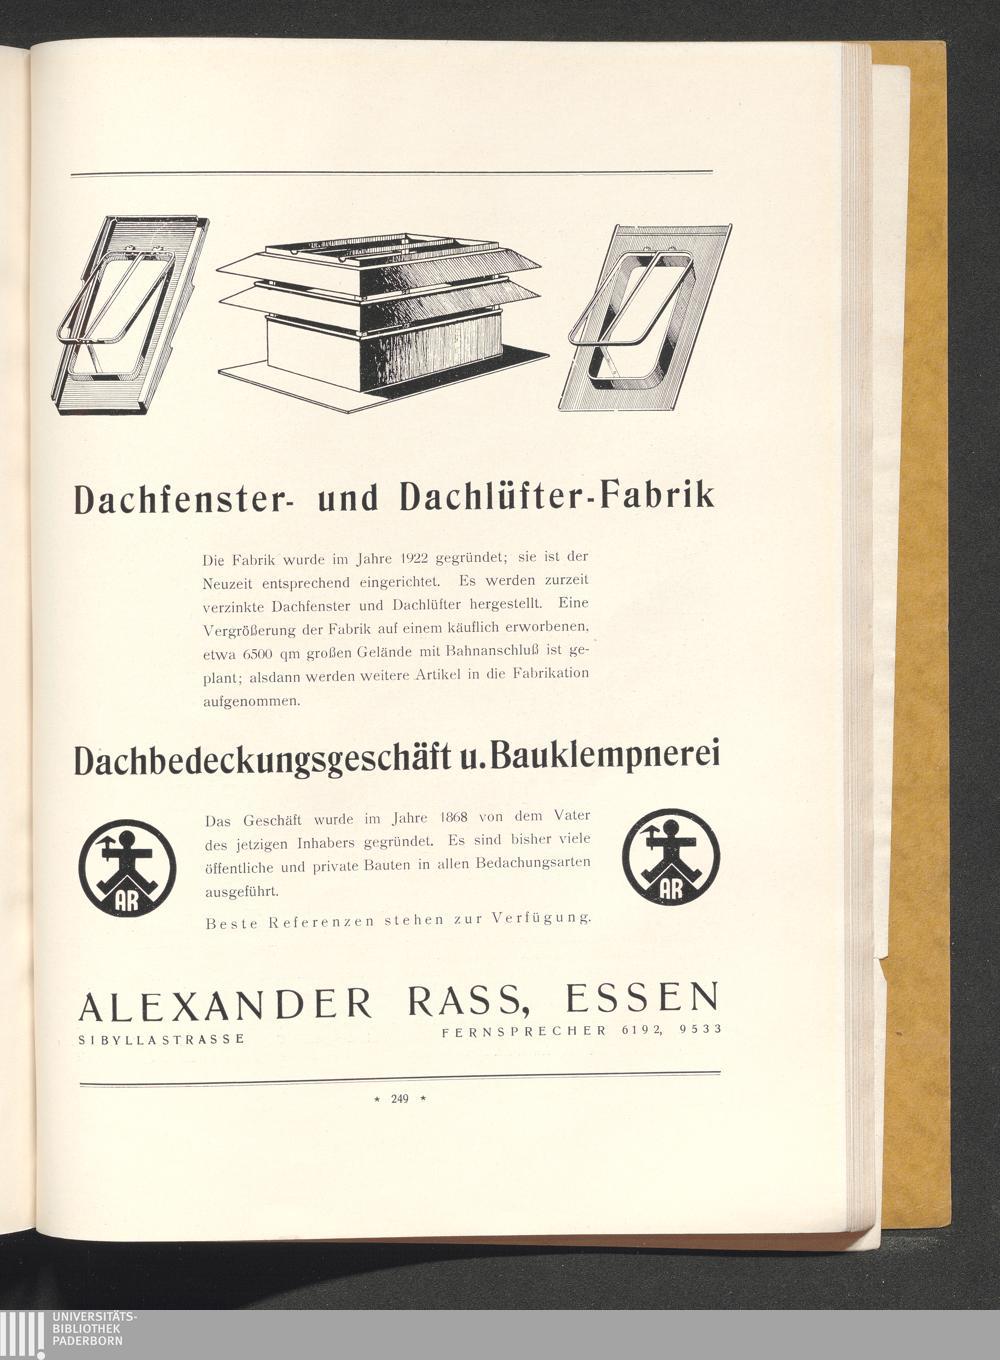 Dachfenster- und Dachlüfter-Fabrik
Die Fabrik wurde im Jahre 1922 gegründet; sie ist der
Neuzeit entsprechend eingerichtet. Es werden zurzeit
verzinkte Dachfenster und Dachlüfter hergestellt. Eine
Vergrößerung der Fabrik auf einem käuflich erworbenen,
etwa 6500 qm großen Gelände mit Bahnanschluß ist ge-
plant; alsdann werden weitere Artikel in die Fabrikation
aufgenommen.
Dachbedeckungsgeschäft u. Bauklempnerei
Das Geschäft wurde im Jahre 1868 von dem Vater
des jetzigen Inhabers gegründet. Es sind bisher viele
öffentliche und private Bauten in allen Bedachungsarten
ausgeführt.
Beste Referenzen stehen zur Verfügung.
AR
AR
ALEXANDER RASS, ESSEN
SIBYLLASTRASSE FERNSPRECHER 6192, 9533
* 249 *
UNIVERSITÄTS-
BIBLIOTHEK
PADERBORN